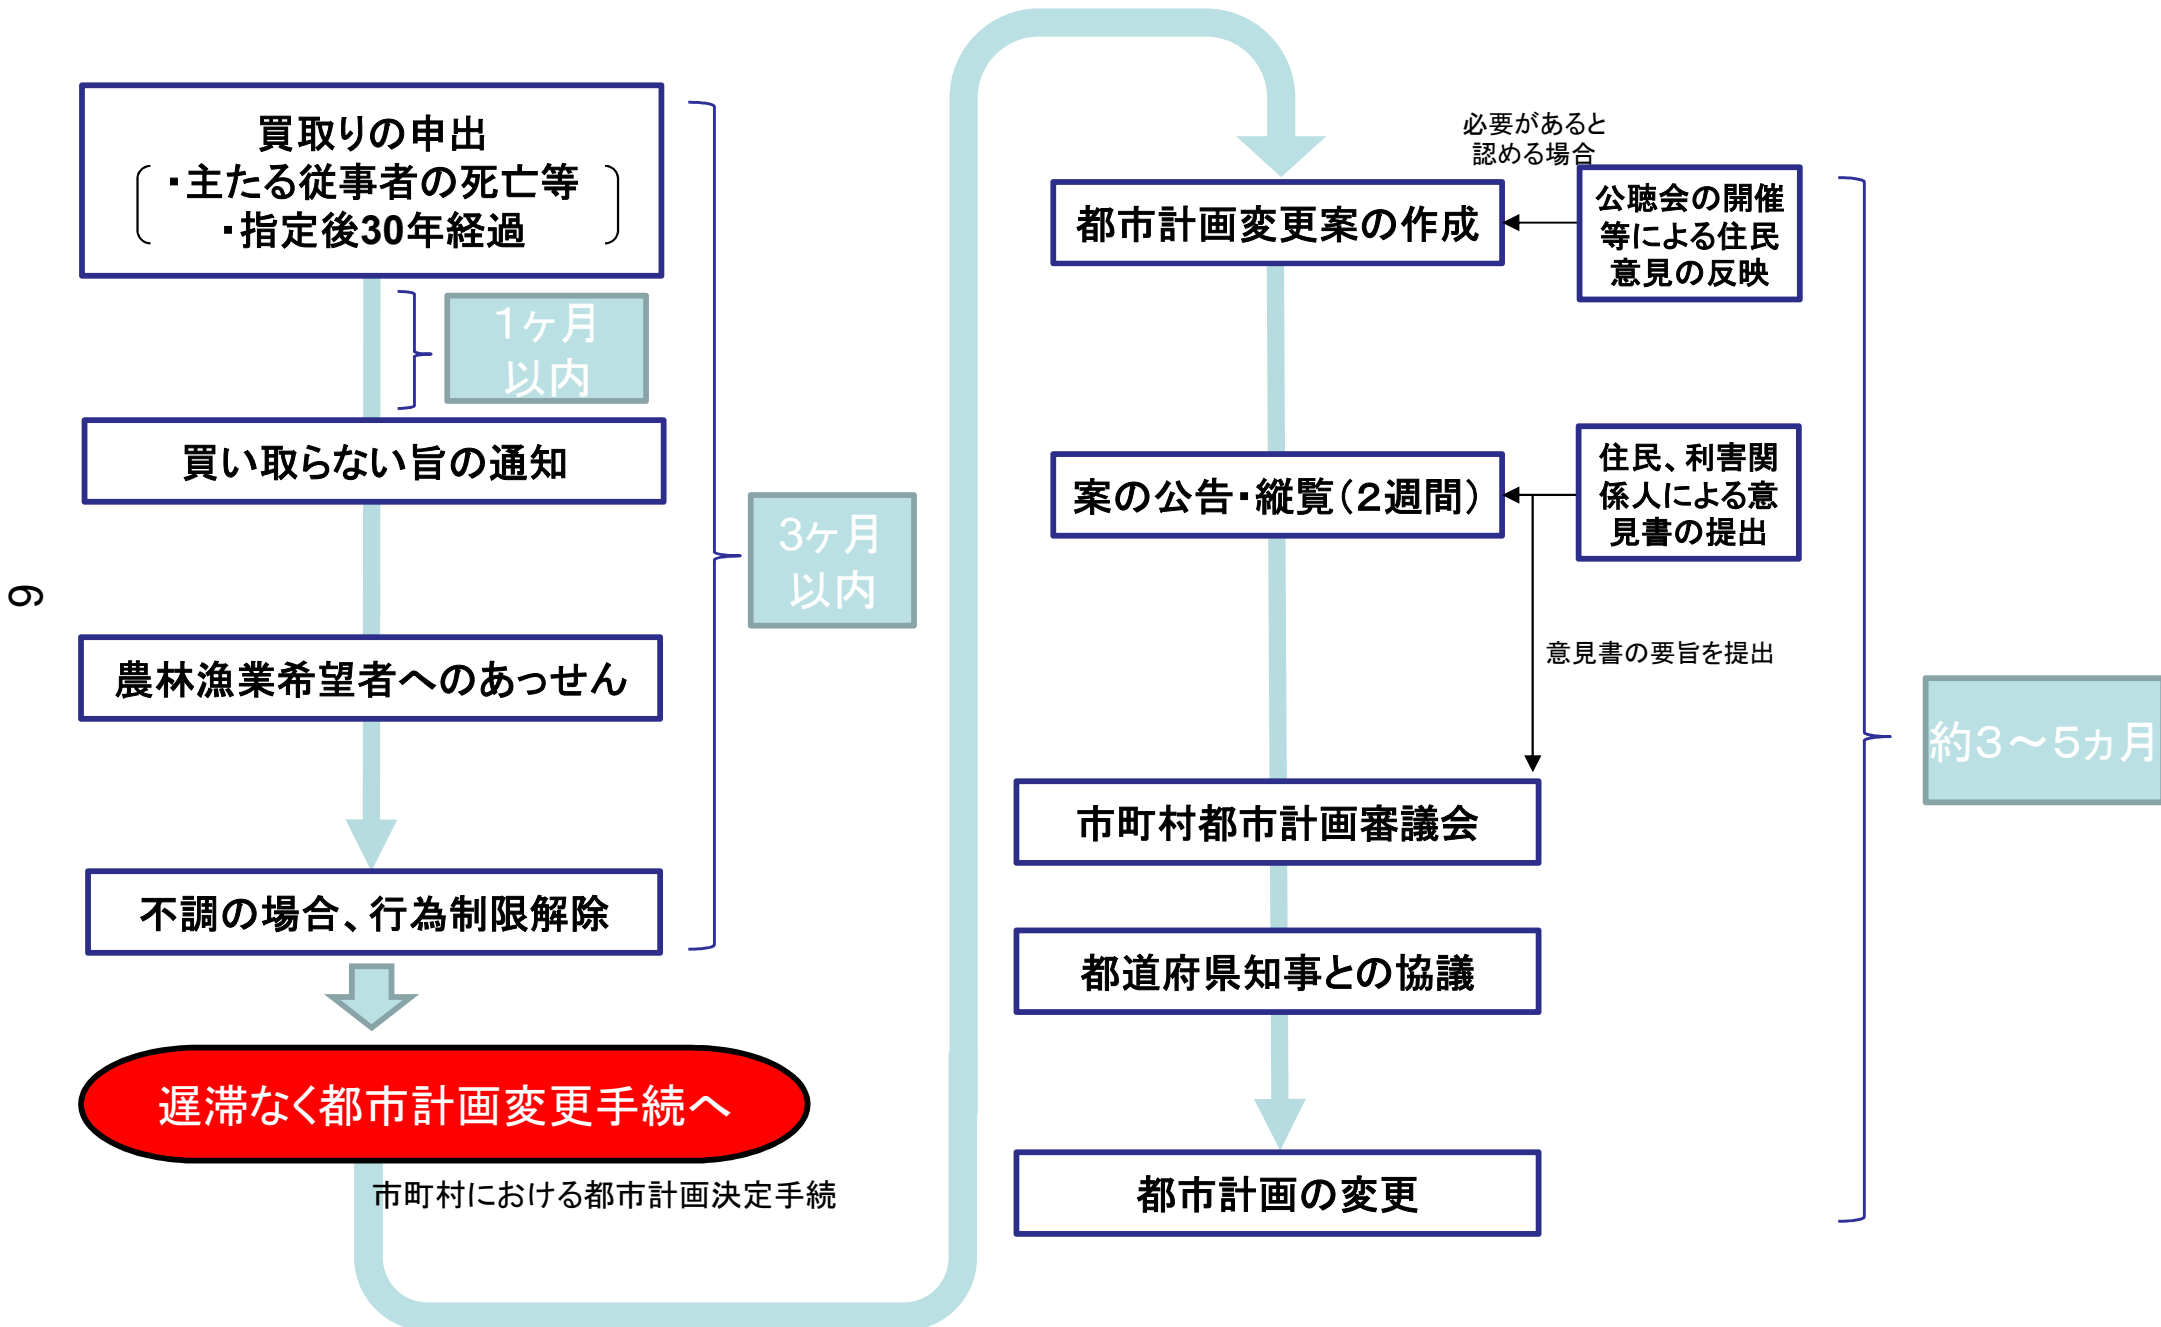 買取りの申出
・主たる従事者の死亡等
・指定後30年経過
1ヶ月
以内
買い取らない旨の通知
3ヶ月
以内
農林漁業希望者へのあっせん
不調の場合、行為制限解除
遅滞なく都市計画変更手続へ
市町村における都市計画決定手続
必要があると
認める場合
都市計画変更案の作成
公聴会の開催
等による住民
意見の反映
案の公告・縦覧（２週間）
住民、利害関
係人による意
見書の提出
意見書の要旨を提出
市町村都市計画審議会
都道府県知事との協議
都市計画の変更
約３～５ヵ月
9